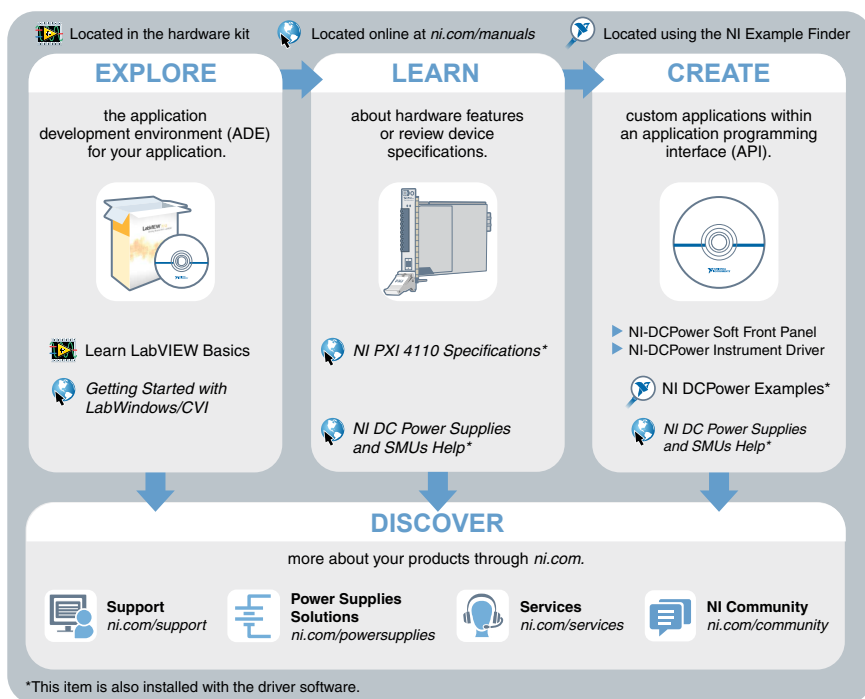 Located in the hardware kit
Located online at ni.com/manuals
Located using the NI Example Finder
EXPLORE
the application
development environment (ADE)
for your application.
LabVIEW
Learn LabVIEW Basics
Getting Started with
LabWindows/CVI
LEARN
about hardware features
or review device
specifications.
NI PXI 4110 Specifications*
NI DC Power Supplies
and SMUs Help*
CREATE
custom applications within
an application programming
interface (API).
NI-DCPower Soft Front Panel
NI-DCPower Instrument Driver
NI DCPower Examples*
NI DC Power Supplies
and SMUs Help*
DISCOVER
more about your products through ni.com.
Support
ni.com/support
Power Supplies
Solutions
ni.com/powersupplies
Services
ni.com/services
NI Community
ni.com/community
*This item is also installed with the driver software.